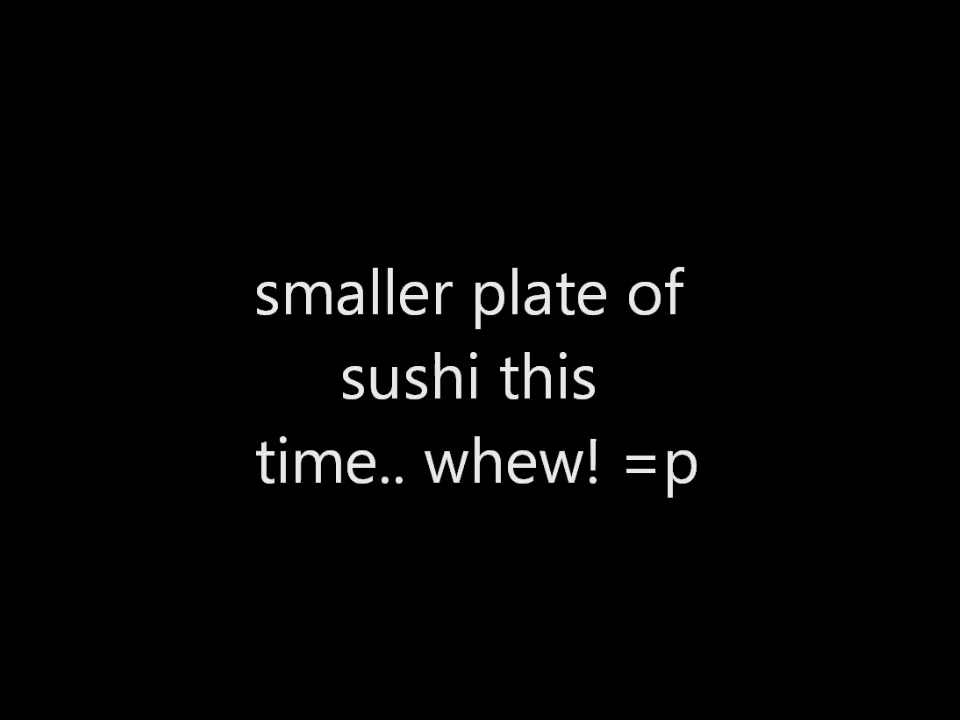 smaller plate of
sushi this
time.. whew! =p